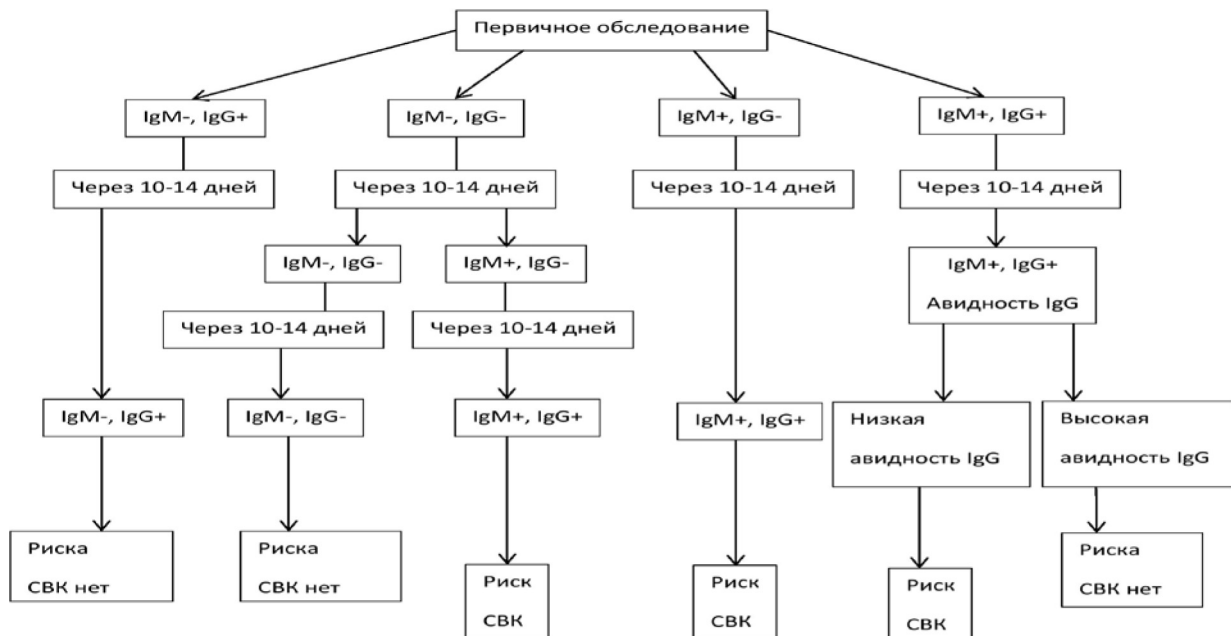 Первичное обследование
IgM-, IgG+
IgM-, IgG-
IgM+, IgG-
IgM+, IgG+
Через 10-14 дней
Через 10-14 дней
Через 10-14 дней
Через 10-14 дней
IgM-, IgG-
IgM+, IgG-
IgM+, IgG+
Авидность IgG
Через 10-14 дней
Через 10-14 дней
IgM-, IgG+
IgM-, IgG-
IgM+, IgG+
IgM+, IgG+
Низкая
авидность IgG
Высокая
авидность IgG
Риска
СВК нет
Риска
СВК нет
Риск
СВК
Риск
СВК
Риск
СВК
Риска
СВК нет